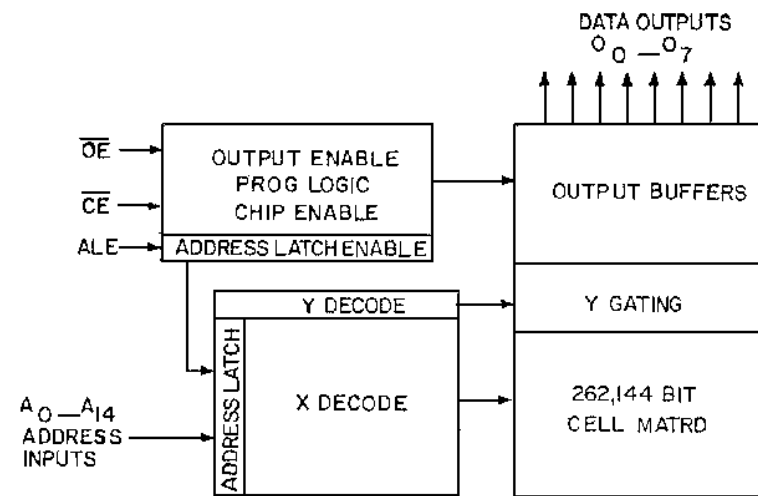 DATA OUTPUTS
O0—O7
OE
CE
ALE
OUTPUT ENABLE
PROG LOGIC
CHIP ENABLE
ADDRESS LATCH ENABLE
OUTPUT BUFFERS
Y DECODE
Y GATING
ADDRESS LATCH
X DECODE
262,144 BIT
CELL MATRD
A0—A14
ADDRESS
INPUTS